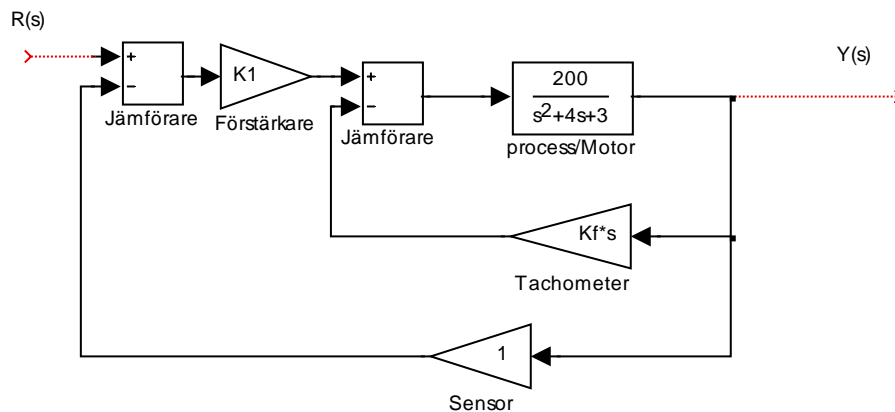 R(s)
Y(s)
+
−
Jämförare
K1
Förstärkare
+
−
Jämförare
200
s²+4s+3
process/Motor
Kf*s
Tachometer
1
Sensor